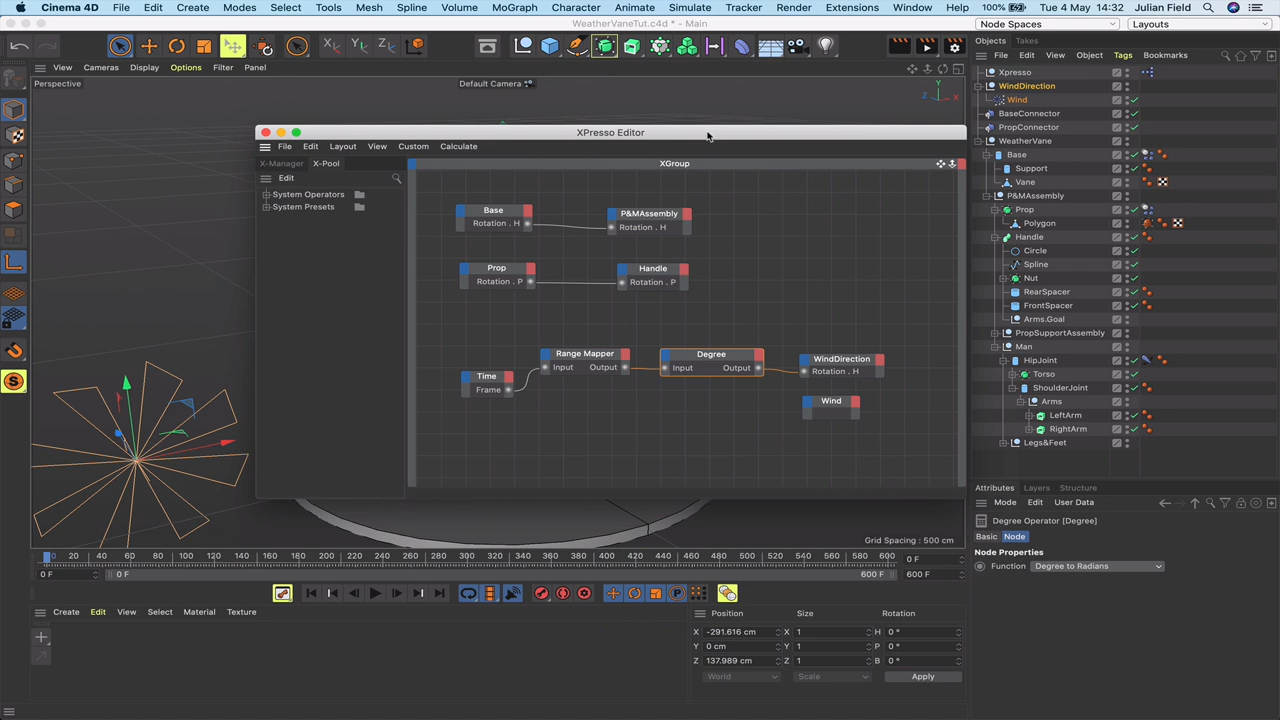 Cinema 4D File Edit Create Modes Select Tools Mesh Spline Volume MoGraph Character Animate Simulate Tracker Render Extensions Window Help 100% Tue 4 May 14:32 Julian Field
WeatherVaneTut.c4d * - Main
Node Spaces Layouts
X Y Z
Objects Takes
View Cameras Display Options Filter Panel
File Edit View Object Tags Bookmarks
Perspective
Default Camera
Y
Z X
XPresso Editor
File Edit Layout View Custom Calculate
X-Manager X-Pool
XGroup
Edit
System Operators
System Presets
Base
Rotation . H
P&MAssembly
Rotation . H
Prop
Rotation . P
Handle
Rotation . P
Time
Frame
Range Mapper
Input Output
Degree
Input Output
WindDirection
Rotation . H
Wind
Xpresso
WindDirection
Wind
BaseConnector
PropConnector
WeatherVane
Base
Support
Vane
P&MAssembly
Prop
Polygon
Handle
Circle
Spline
Nut
RearSpacer
FrontSpacer
Arms.Goal
PropSupportAssembly
Man
HipJoint
Torso
ShoulderJoint
Arms
LeftArm
RightArm
Legs&Feet
Attributes Layers Structure
Mode Edit User Data
Degree Operator [Degree]
Basic Node
Node Properties
Function Degree to Radians
Grid Spacing : 500 cm
20 40 60 80 100 120 140 160 180 200 220 240 260 280 300 320 340 360 380 400 420 440 460 480 500 520 540 560 580 600
0 F
0 F 0 F 600 F 600 F
Create Edit View Select Material Texture
Position Size Rotation
X -291.616 cm X 1 H 0 °
Y 0 cm Y 1 P 0 °
Z 137.989 cm Z 1 B 0 °
World Scale Apply